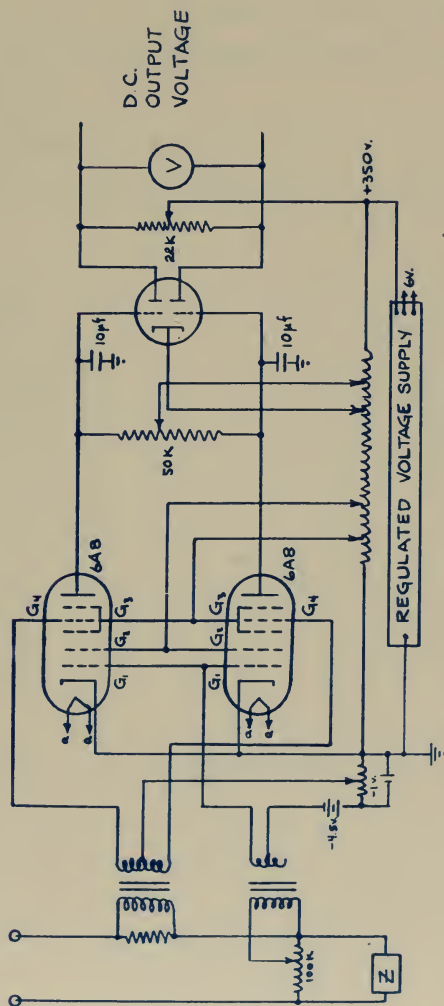 D.C.
OUTPUT
VOLTAGE
V
22K
+350V.
10µf
10µf
50K
6V.
REGULATED VOLTAGE SUPPLY
6A8
6A8
G4
G3
G2
G1
G1
G2
G3
G4
a
a
a
a
-1v.
-4.5v.
100K
Z